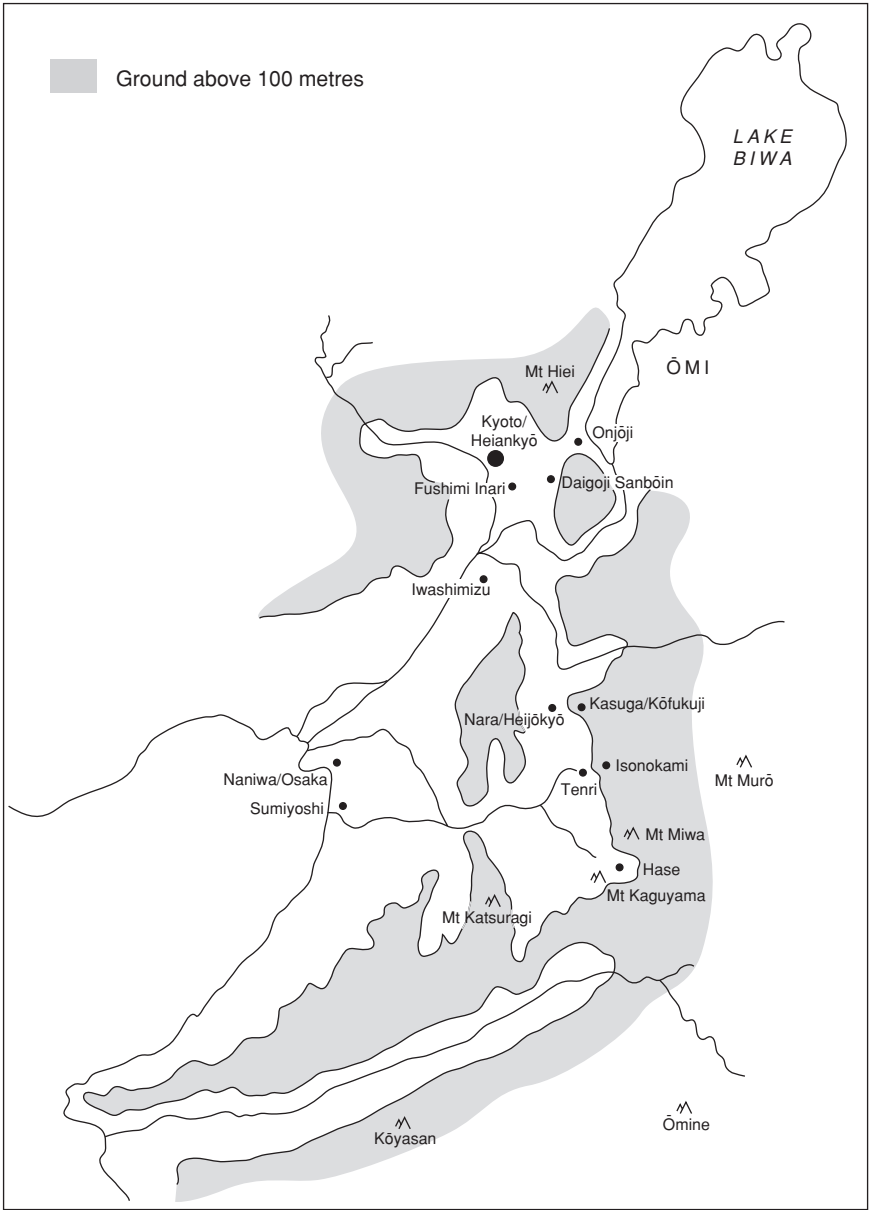 Ground above 100 metres
LAKE
BIWA
ŌMI
Mt Hiei
Kyoto/
Heiankyō
Onjōji
Fushimi Inari
Daigoji Sanbōin
Iwashimizu
Kasuga/Kōfukuji
Nara/Heijōkyō
Isonokami
Naniwa/Osaka
Tenri
Mt Murō
Sumiyoshi
Mt Miwa
Hase
Mt Kaguyama
Mt Katsuragi
Kōyasan
Ōmine